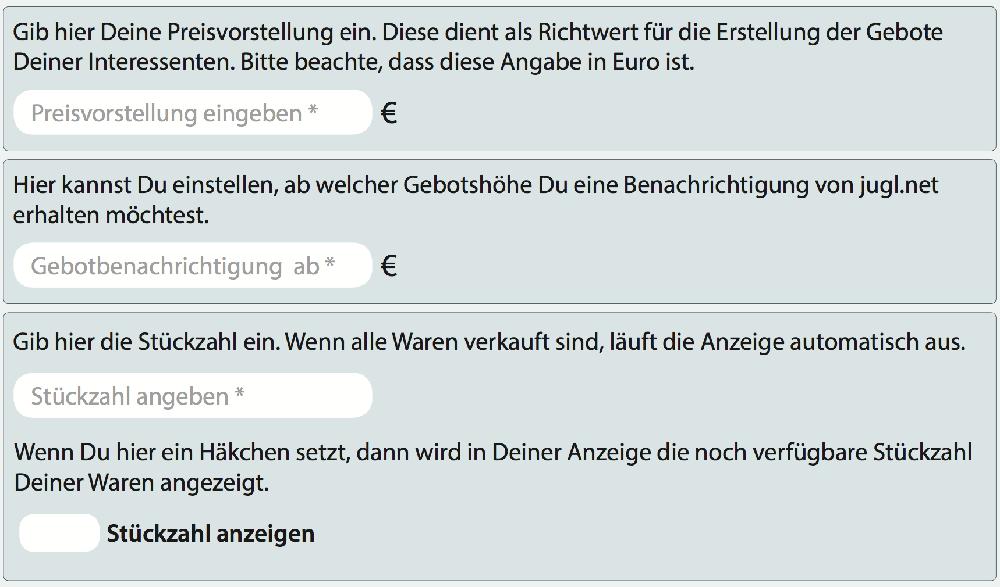 Gib hier Deine Preisvorstellung ein. Diese dient als Richtwert für die Erstellung der Gebote
Deiner Interessenten. Bitte beachte, dass diese Angabe in Euro ist.
Preisvorstellung eingeben * €
Hier kannst Du einstellen, ab welcher Gebotshöhe Du eine Benachrichtigung von jugl.net
erhalten möchtest.
Gebotbenachrichtigung  ab * €
Gib hier die Stückzahl ein. Wenn alle Waren verkauft sind, läuft die Anzeige automatisch aus.
Stückzahl angeben *
Wenn Du hier ein Häkchen setzt, dann wird in Deiner Anzeige die noch verfügbare Stückzahl
Deiner Waren angezeigt.
Stückzahl anzeigen